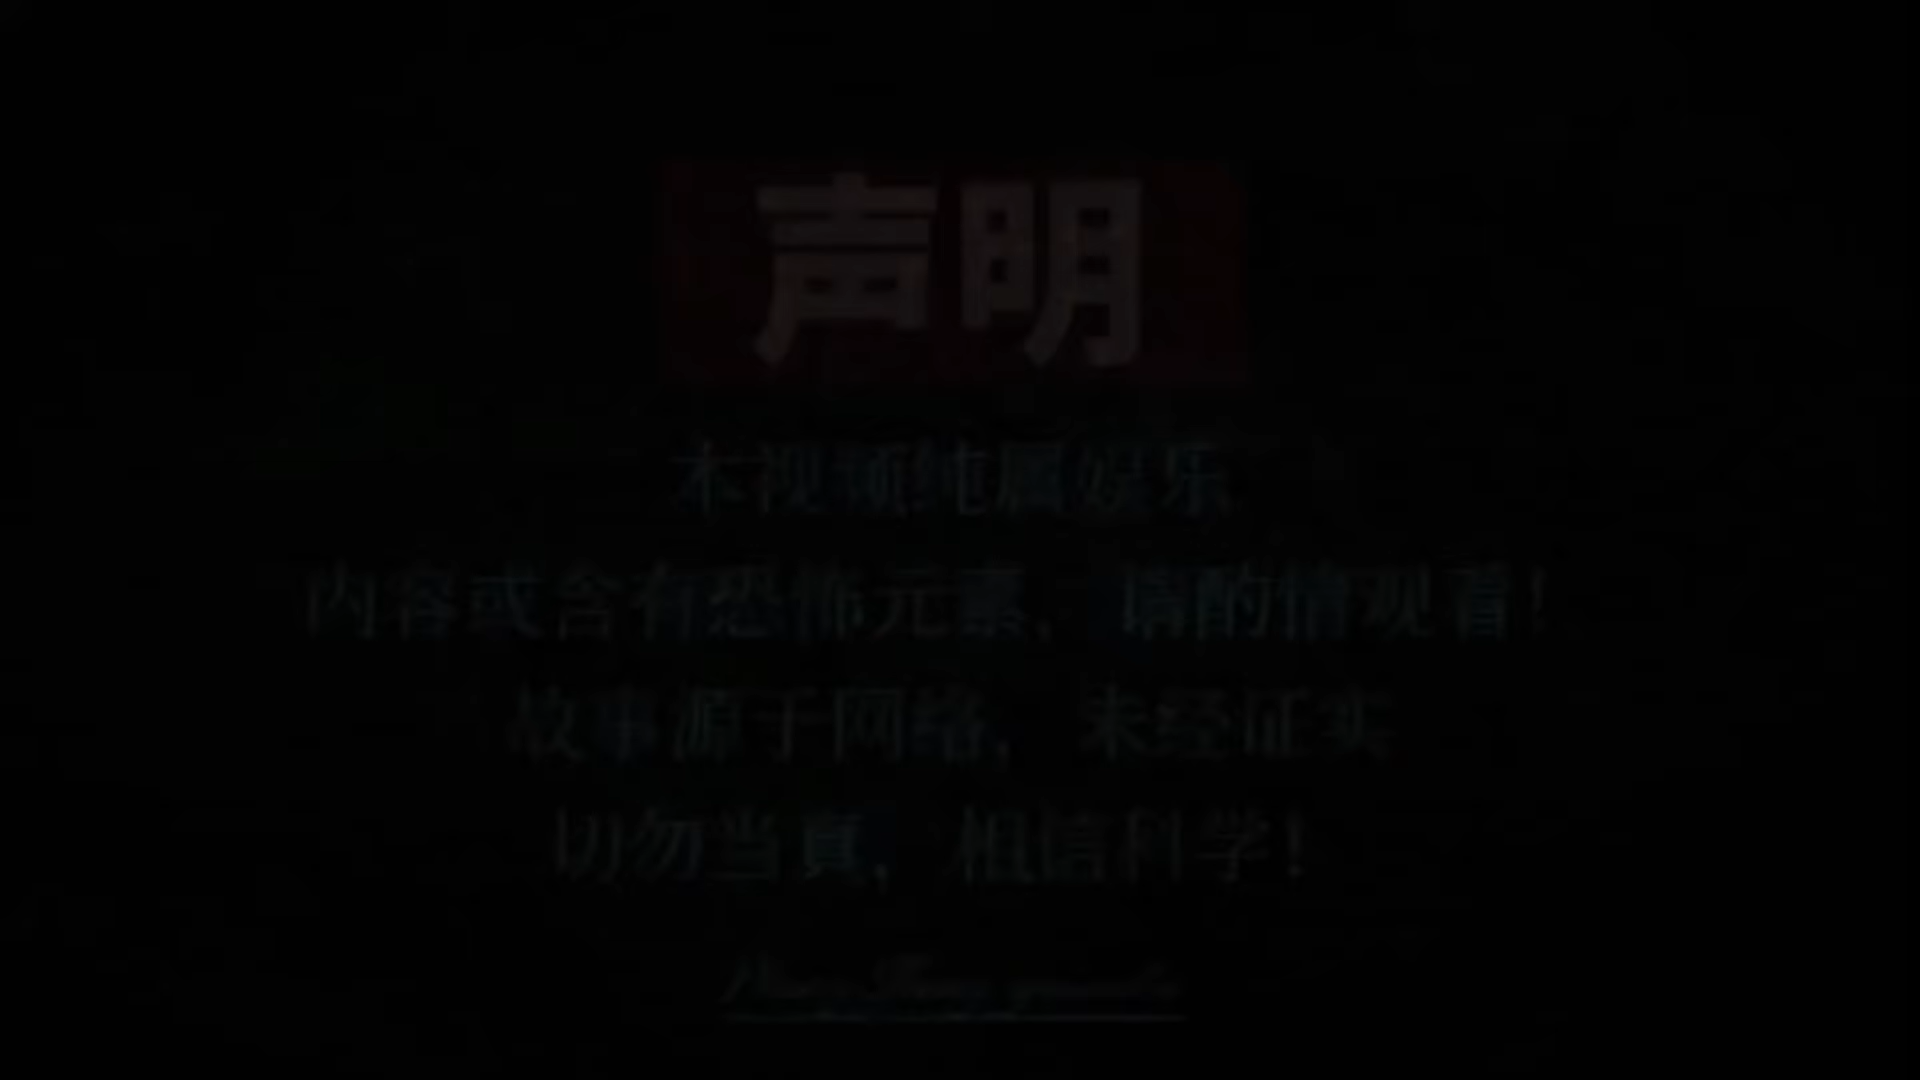 声明
本视频纯属娱乐
内容或含有恐怖元素，请酌情观看！
故事源于网络，未经证实
切勿当真，相信科学！